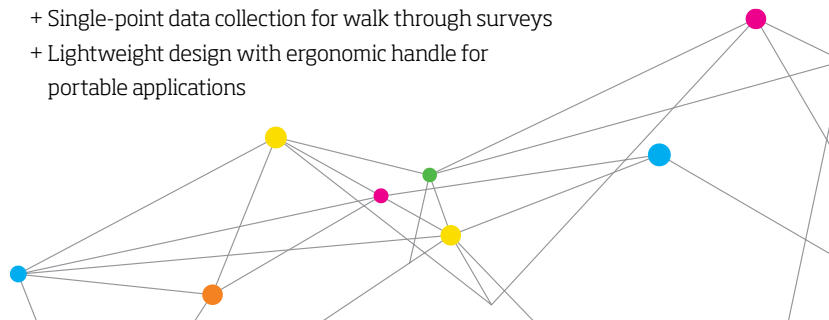 + Single-point data collection for walk through surveys
+ Lightweight design with ergonomic handle for
portable applications